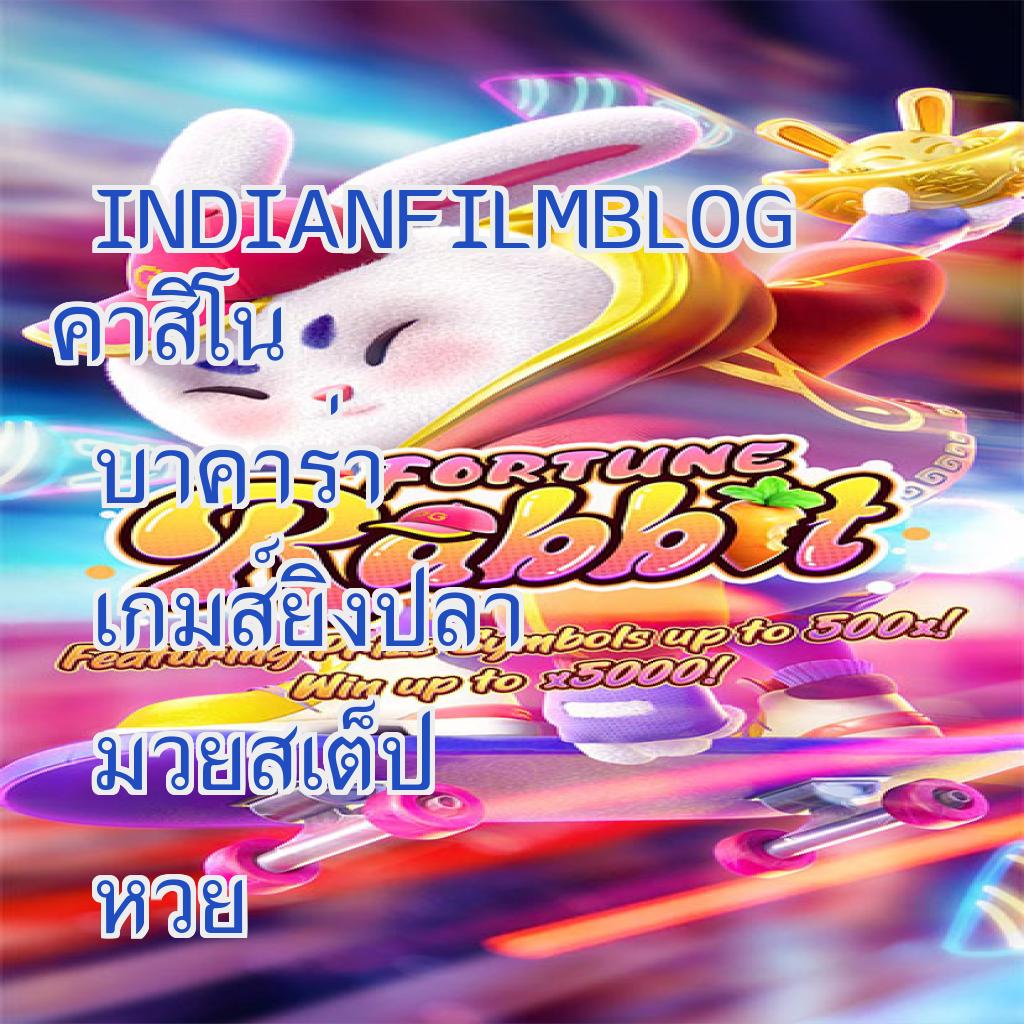 INDIANFILMBLOG
คาสิโน
บาคาร่า
FORTUNE
Rabbit
เกมส์ยิงปลา
Featuring Prize Symbols up to 500x!
Win up to x5000!
มวยสเต็ป
หวย